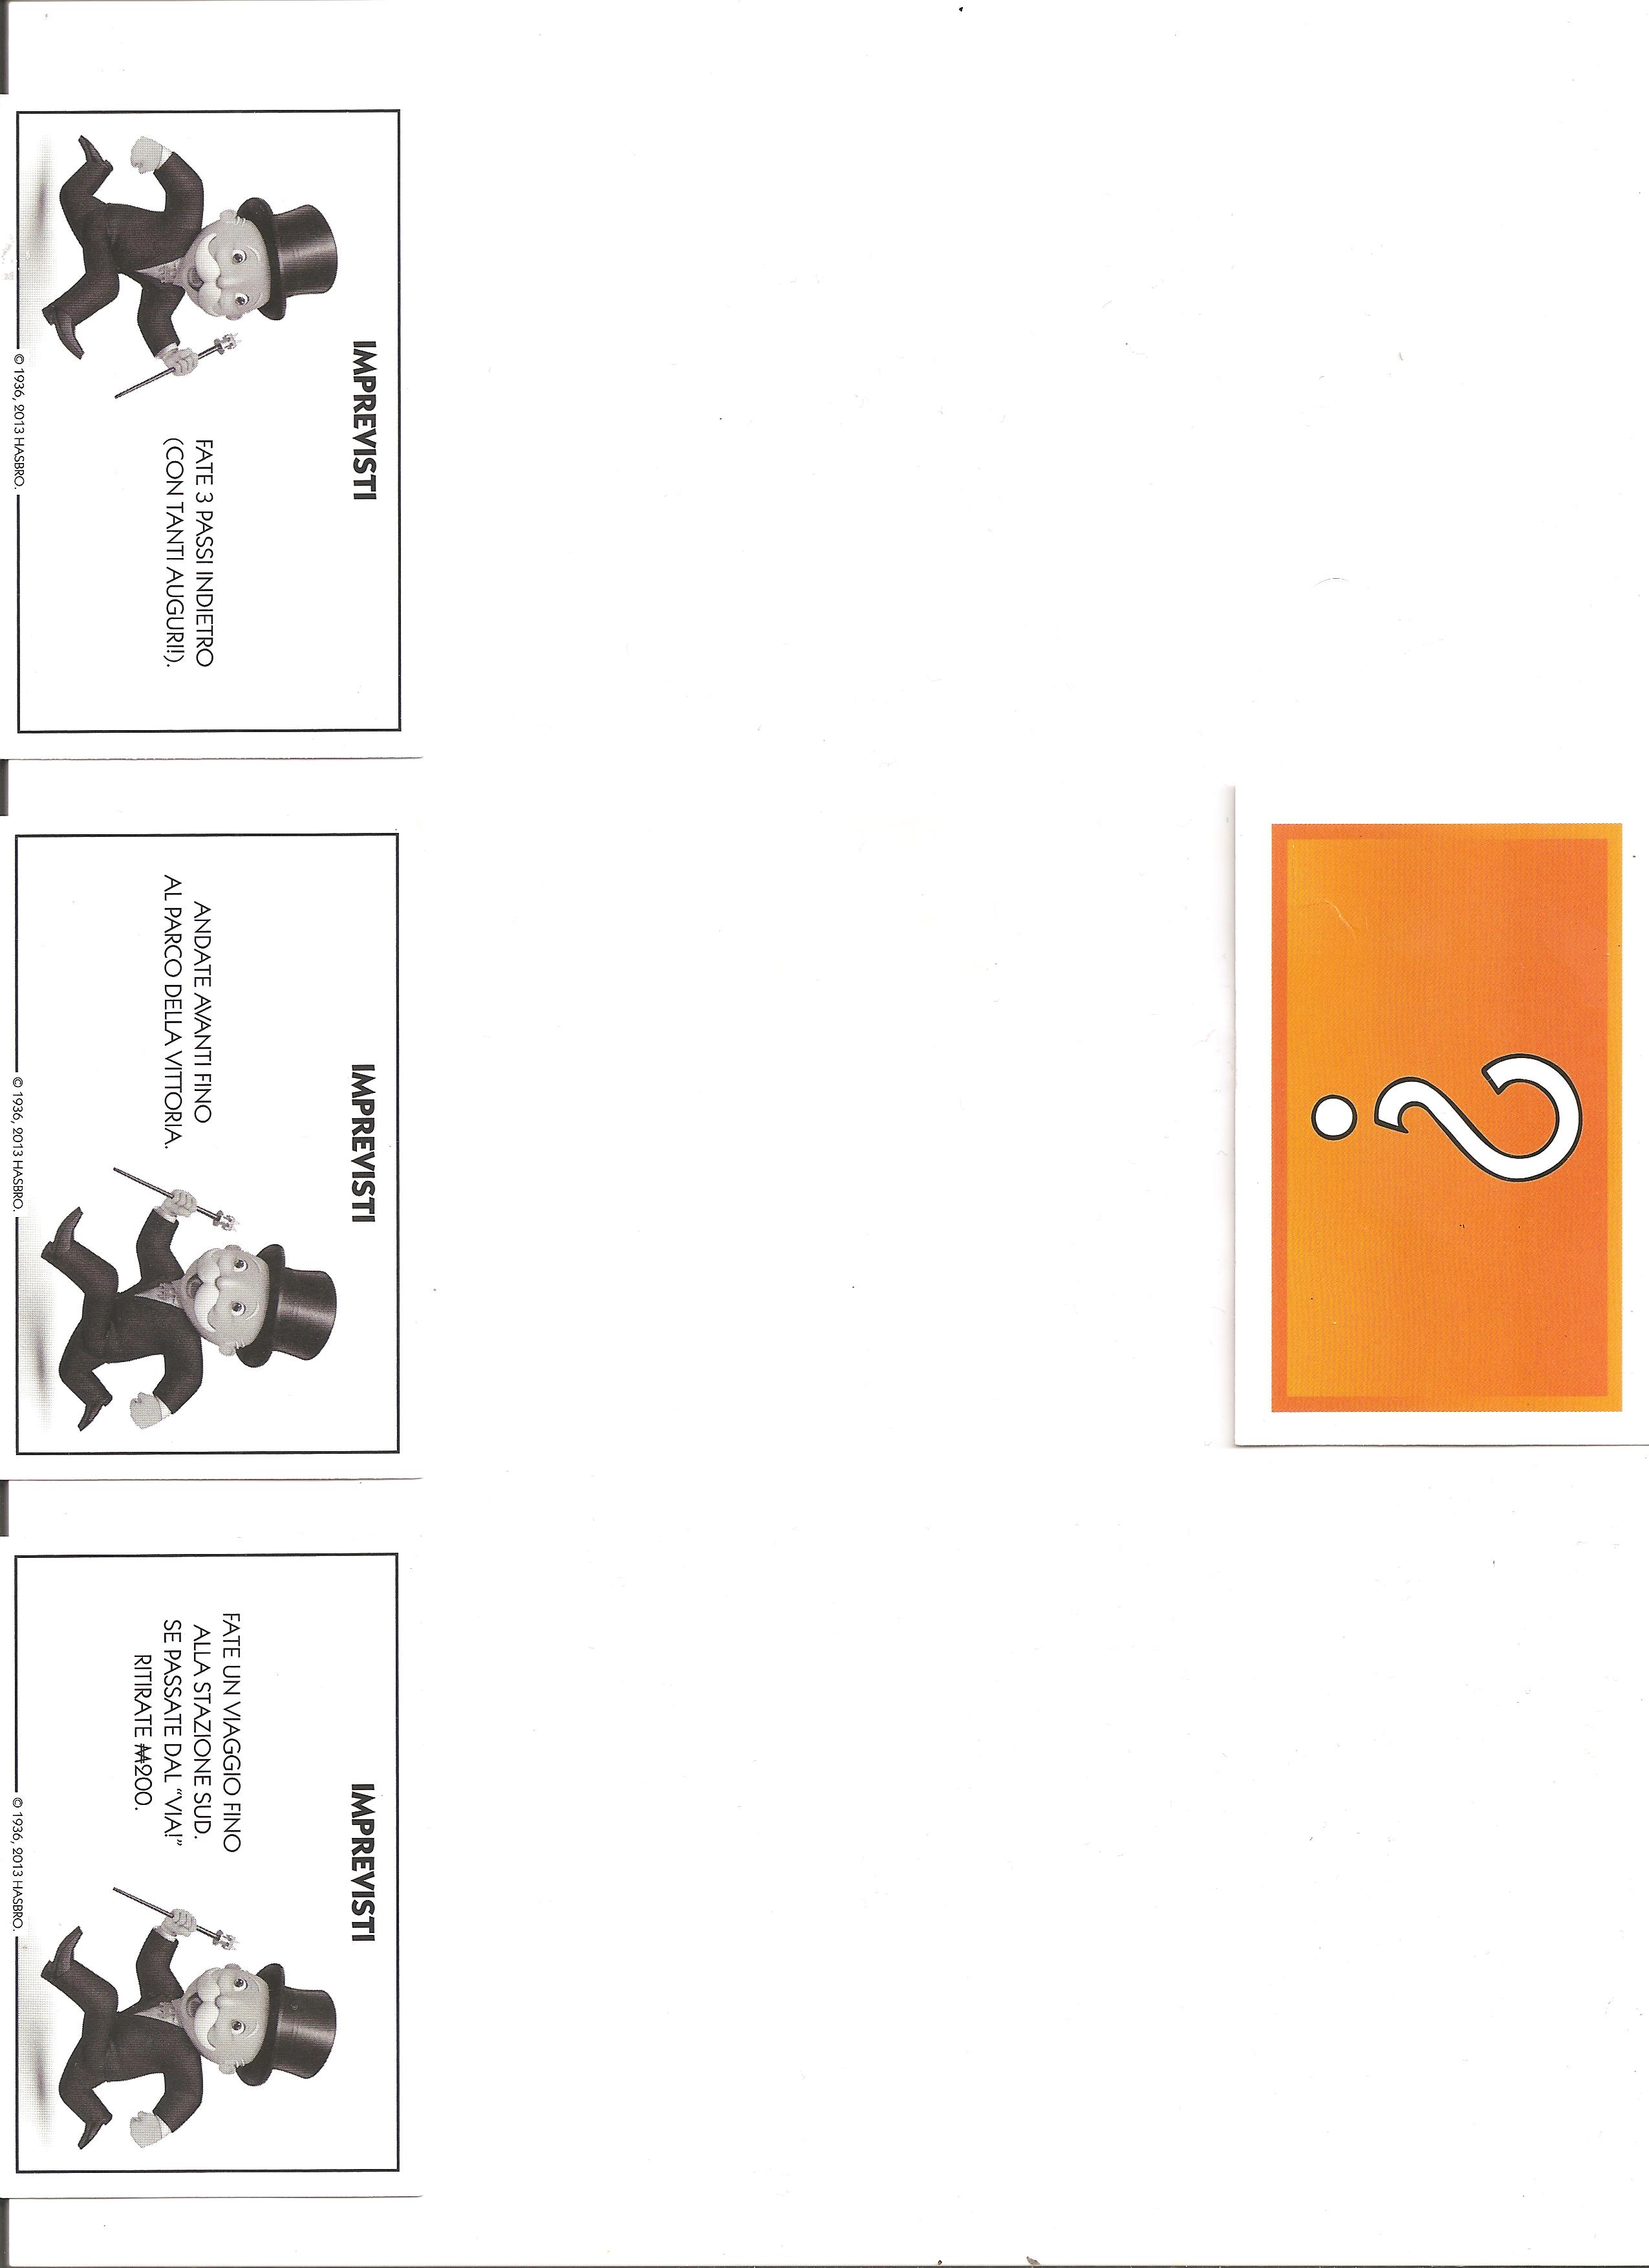 IMPREVISTI
FATE 3 PASSI INDIETRO
(CON TANTI AUGURI!).
© 1936, 2013 HASBRO.
IMPREVISTI
ANDATE AVANTI FINO
AL PARCO DELLA VITTORIA.
© 1936, 2013 HASBRO.
IMPREVISTI
FATE UN VIAGGIO FINO
ALLA STAZIONE SUD.
SE PASSATE DAL “VIA!”
RITIRATE ₩200.
© 1936, 2013 HASBRO.
?